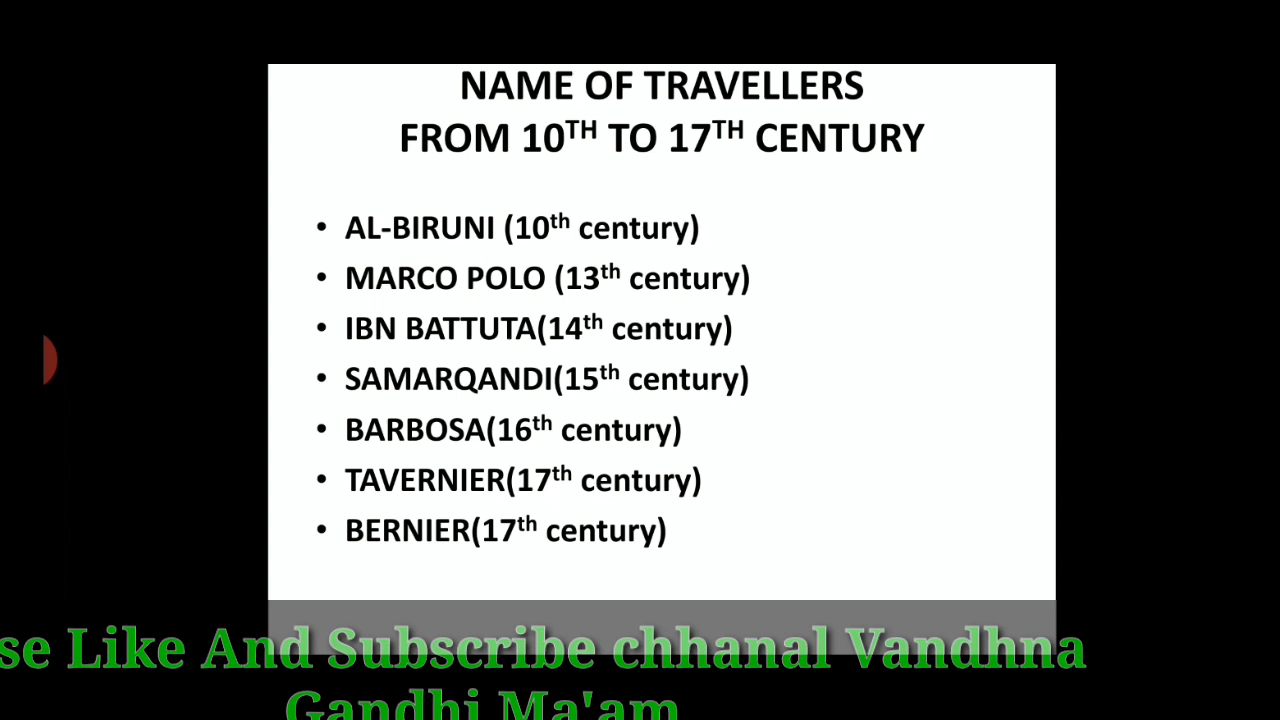 NAME OF TRAVELLERS
FROM 10TH TO 17TH CENTURY
• AL-BIRUNI (10th century)
• MARCO POLO (13th century)
• IBN BATTUTA(14th century)
• SAMARQANDI(15th century)
• BARBOSA(16th century)
• TAVERNIER(17th century)
• BERNIER(17th century)
se Like And Subscribe chhanal Vandhna
Gandhi Ma'am